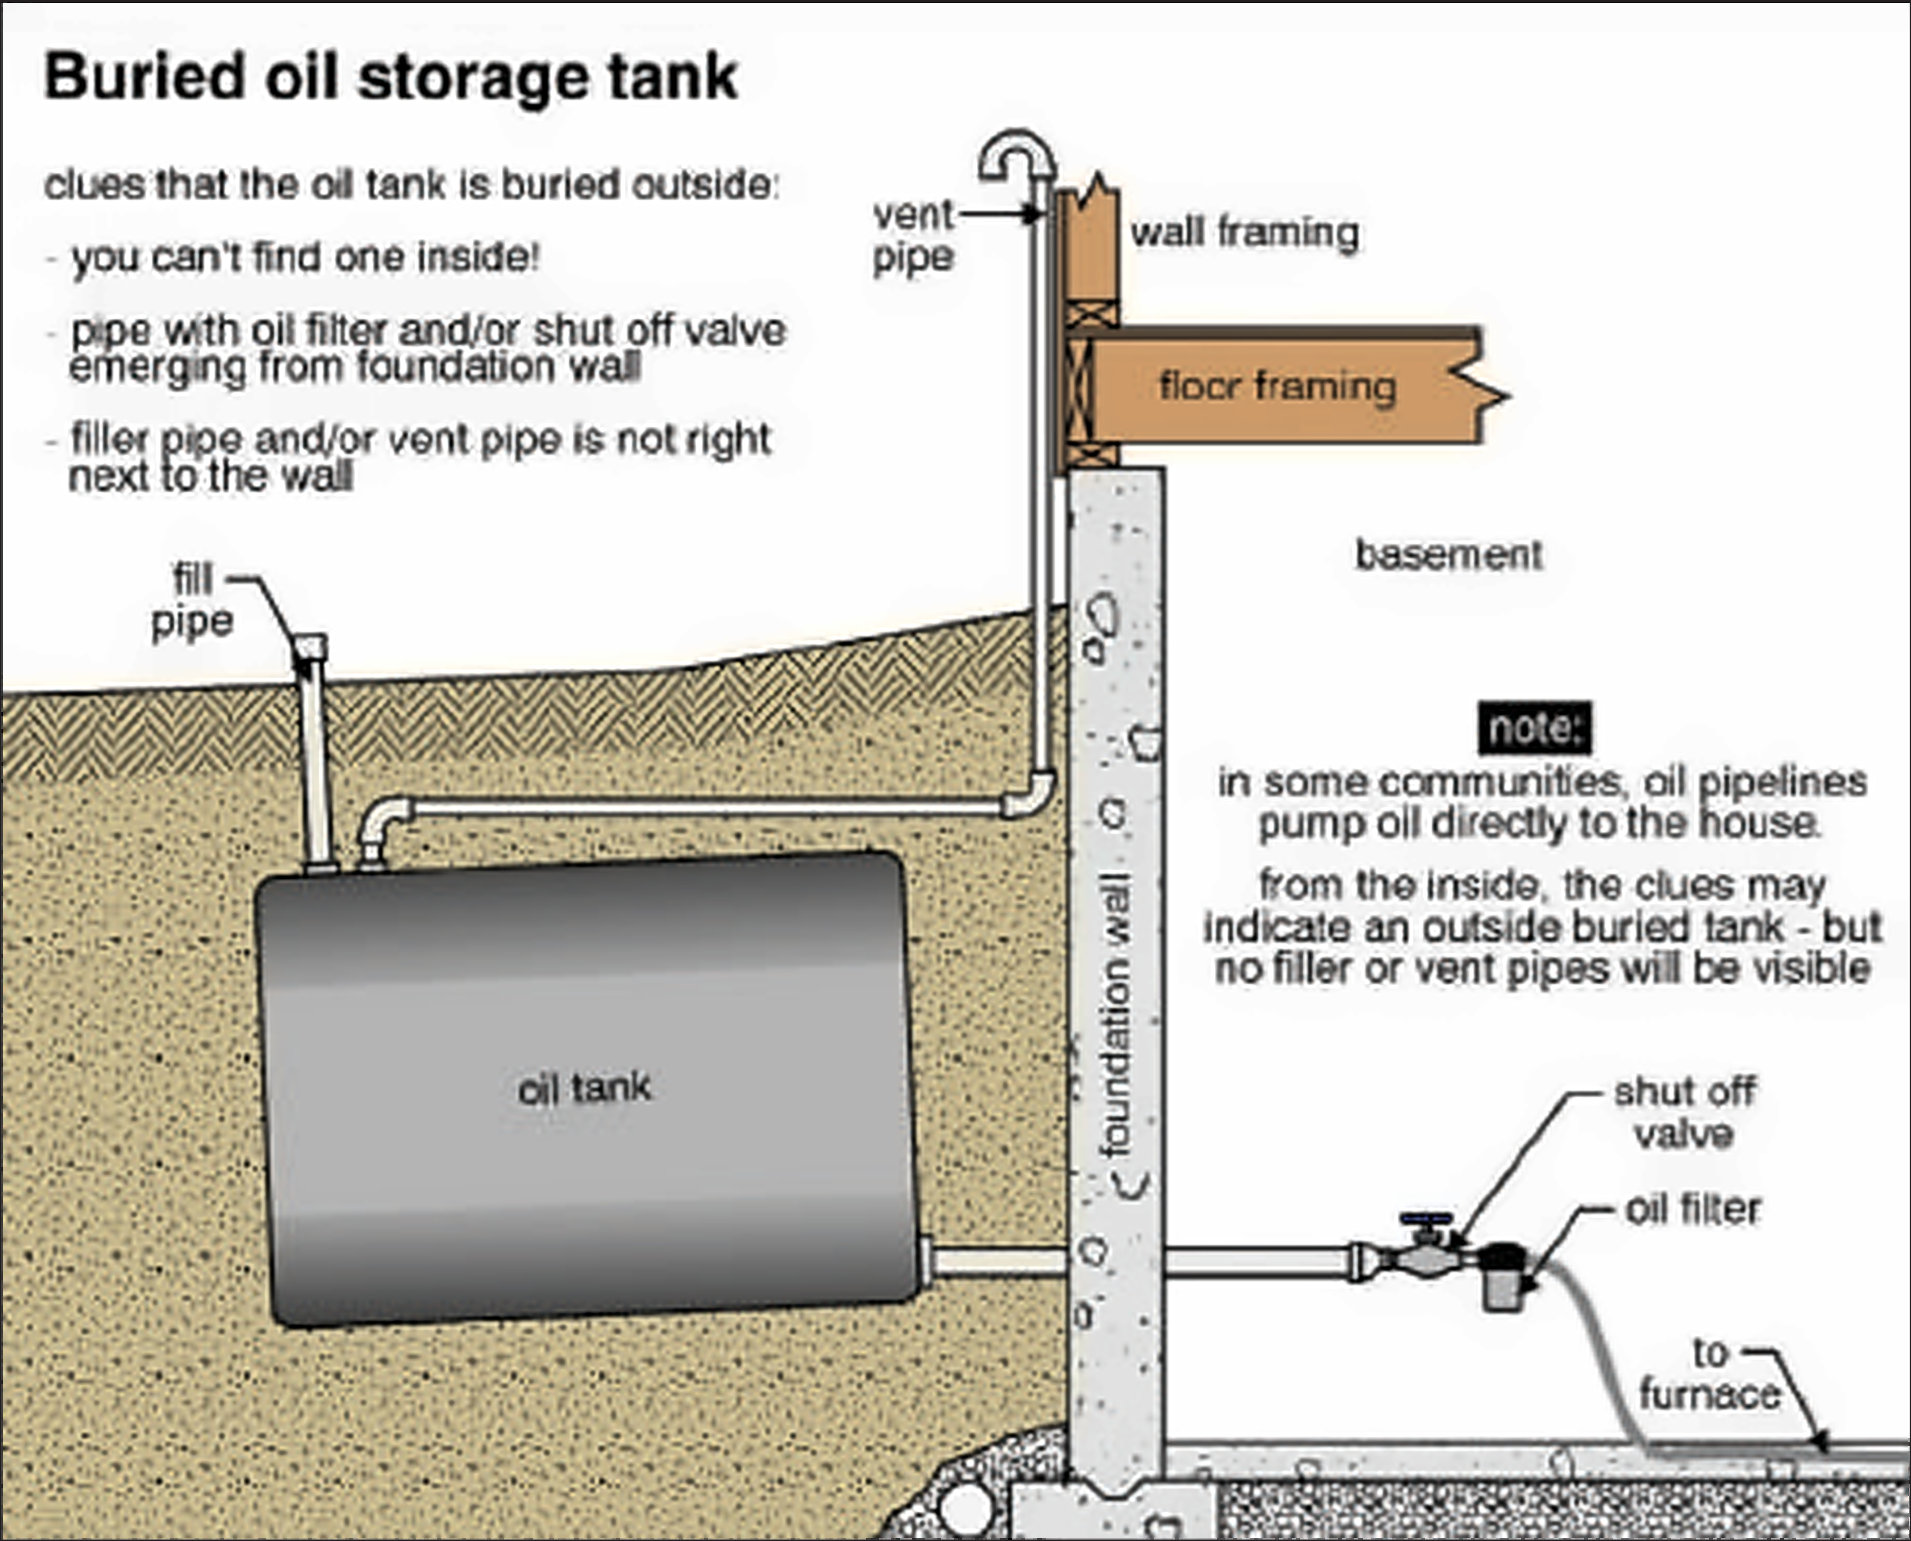 Buried oil storage tank
clues that the oil tank is buried outside:
- you can't find one inside!
- pipe with oil filter and/or shut off valve
emerging from foundation wall
- filler pipe and/or vent pipe is not right
next to the wall
vent
pipe
wall framing
floor framing
basement
fill
pipe
note:
in some communities, oil pipelines
pump oil directly to the house.
from the inside, the clues may
indicate an outside buried tank - but
no filler or vent pipes will be visible
foundation wall
oil tank
shut off
valve
oil filter
to
furnace